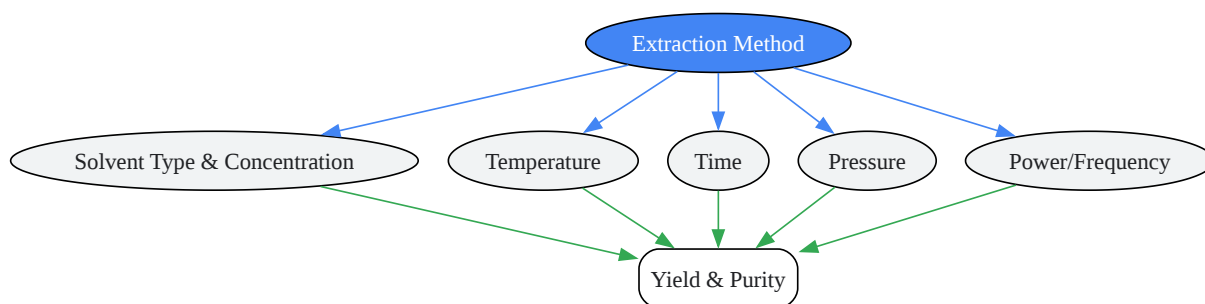 Extraction Method
Solvent Type & Concentration
Temperature
Time
Pressure
Power/Frequency
Yield & Purity